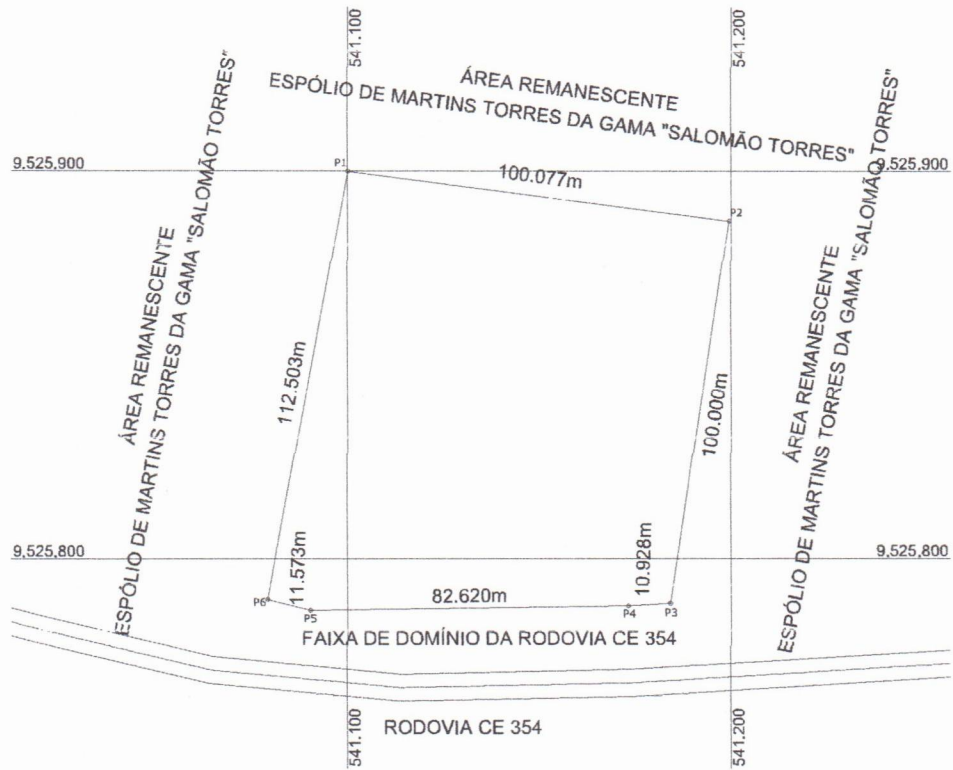 541.100
541.200
ÁREA REMANESCENTE
ESPÓLIO DE MARTINS TORRES DA GAMA "SALOMÃO TORRES"
9,525,900
P1
100.077m
9,525,900
P2
ÁREA REMANESCENTE
ESPÓLIO DE MARTINS TORRES DA GAMA "SALOMÃO TORRES"
112.503m
100.000m
ÁREA REMANESCENTE
ESPÓLIO DE MARTINS TORRES DA GAMA "SALOMÃO TORRES"
9,525,800
9,525,800
P6
11.573m
P5
82.620m
10.928m
P4
P3
FAIXA DE DOMÍNIO DA RODOVIA CE 354
541.100
RODOVIA CE 354
541.200